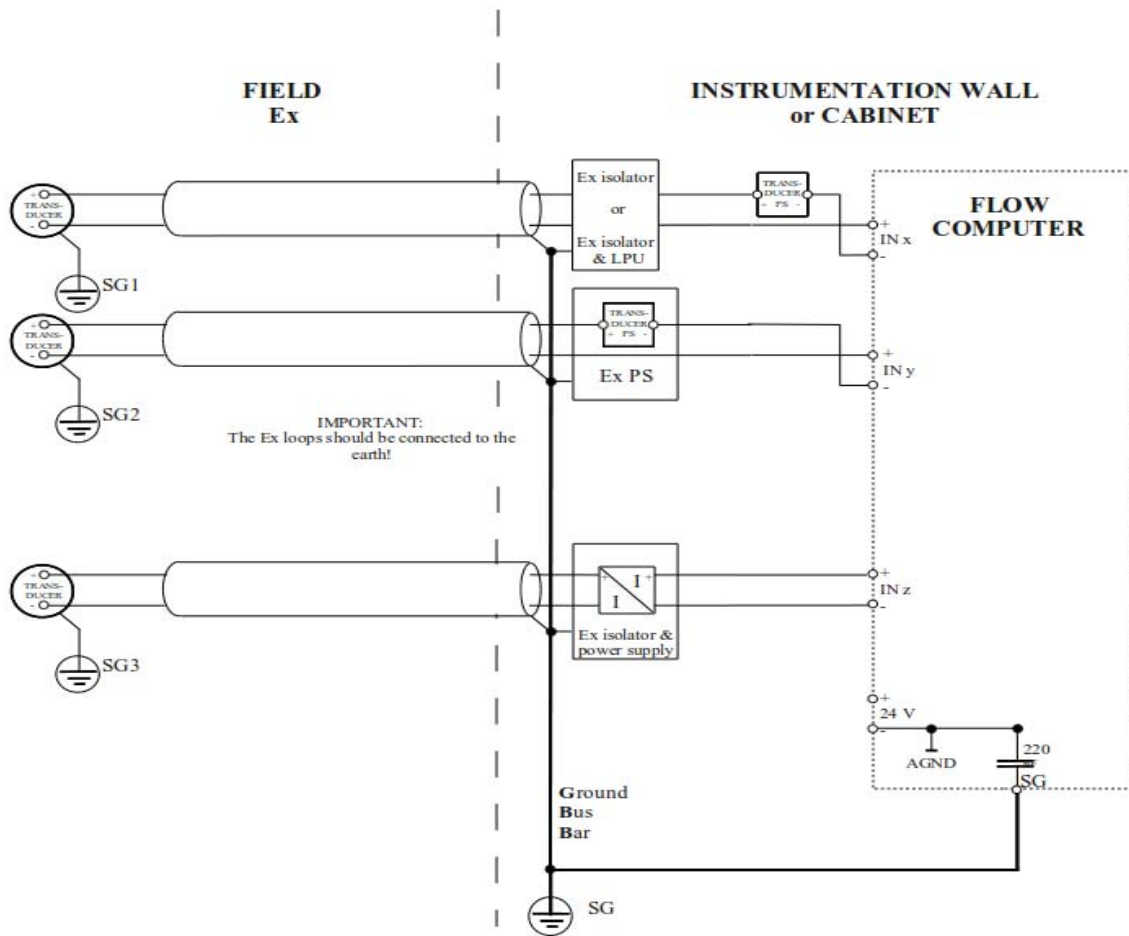 FIELD
Ex
INSTRUMENTATION WALL
or CABINET
+
TRANS-
DUCER
-
SG1
Ex isolator
or
Ex isolator
& LPU
TRANS-
DUCER
+ PS -
FLOW
COMPUTER
+
IN x
-
+
TRANS-
DUCER
-
SG2
TRANS-
DUCER
+ PS -
Ex PS
+
IN y
-
IMPORTANT:
The Ex loops should be connected to the
earth!
+
TRANS-
DUCER
-
SG3
+ I +
I
Ex isolator &
power supply
+
IN z
-
+
24 V
-
AGND
220
SG
Ground
Bus
Bar
SG